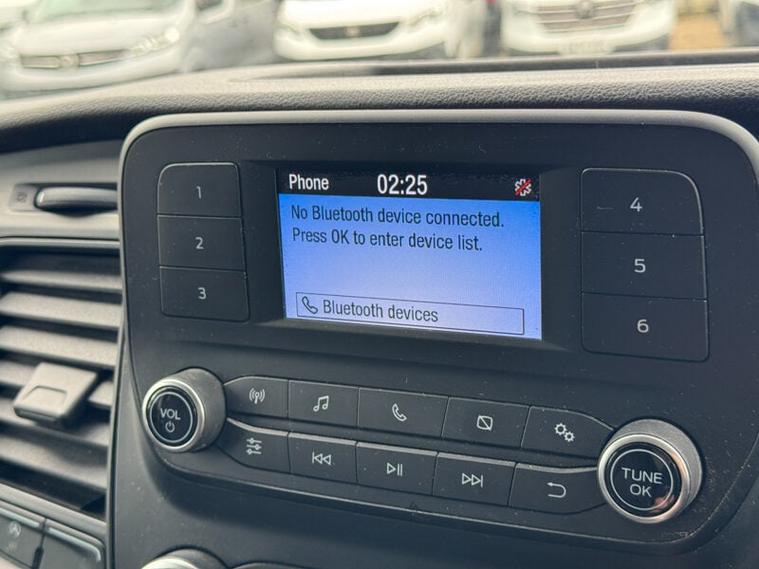 Phone 02:25
No Bluetooth device connected.
Press OK to enter device list.
Bluetooth devices
1
2
3
4
5
6
VOL
TUNE
OK